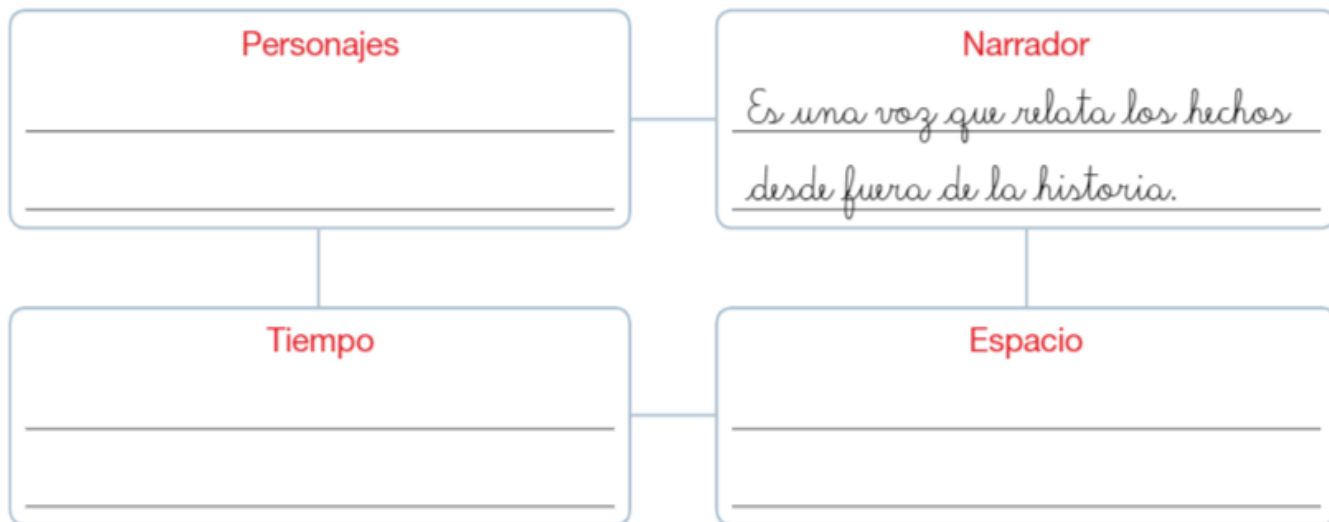 Personajes
Narrador
Es una voz que relata los hechos
desde fuera de la historia.
Tiempo
Espacio